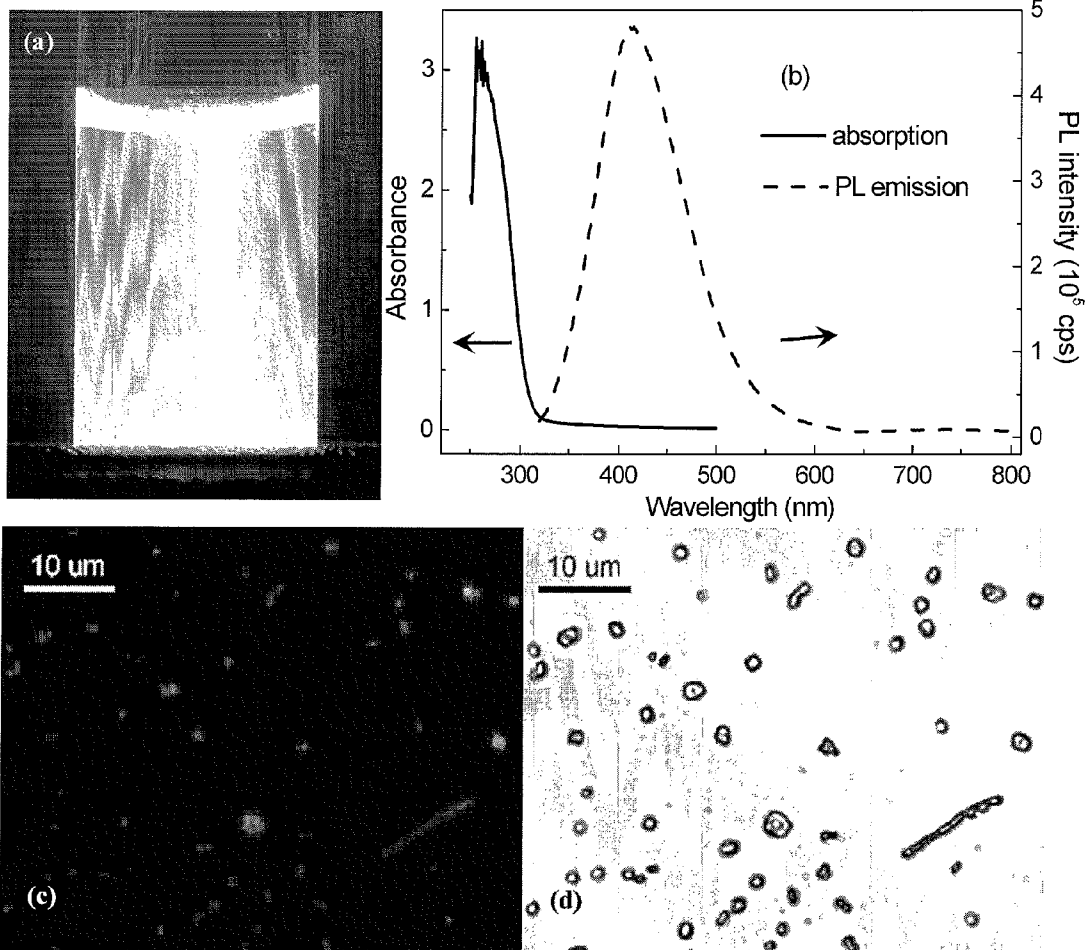 (a)
(b)
absorption
PL emission
Absorbance
3
2
1
0
PL intensity (10⁵ cps)
5
4
3
2
1
0
300 400 500 600 700 800
Wavelength (nm)
10 um
(c)
10 um
(d)